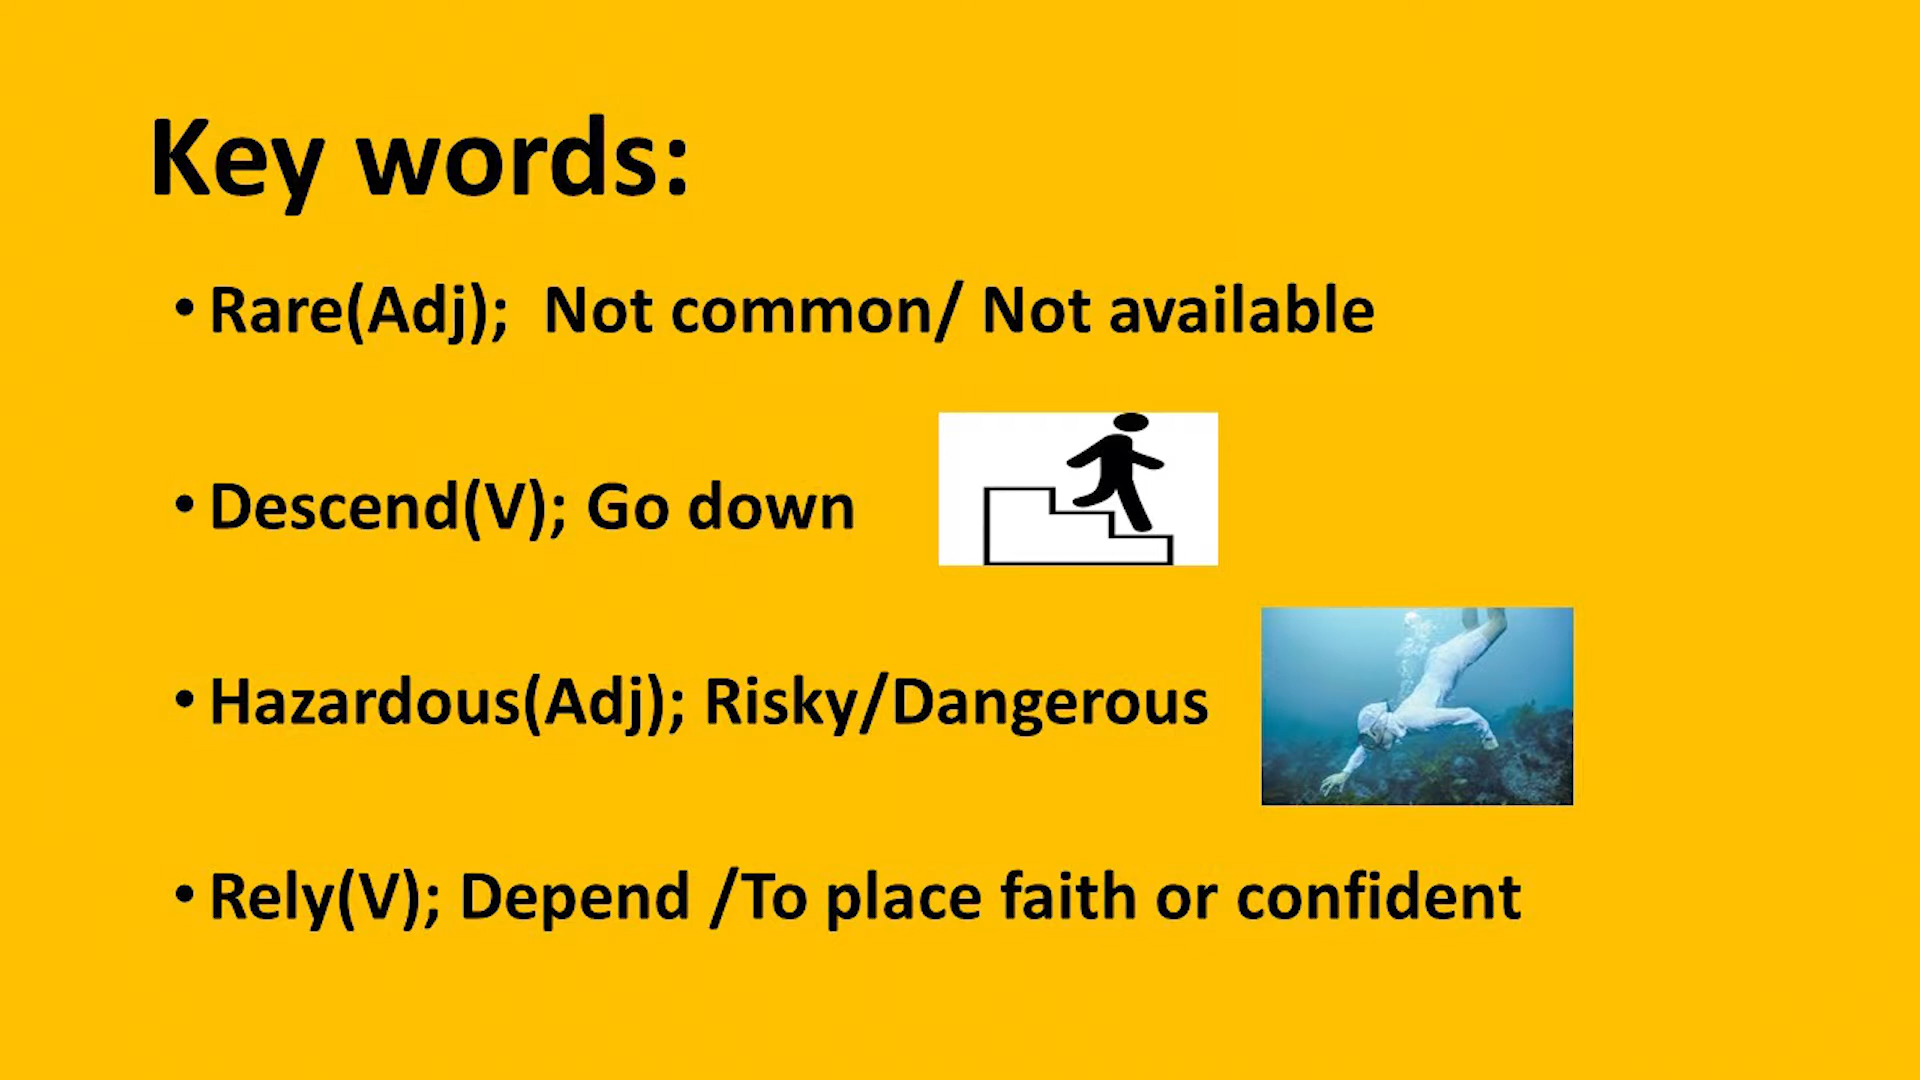 Key words:
• Rare(Adj);  Not common/ Not available
• Descend(V); Go down
• Hazardous(Adj); Risky/Dangerous
• Rely(V); Depend /To place faith or confident